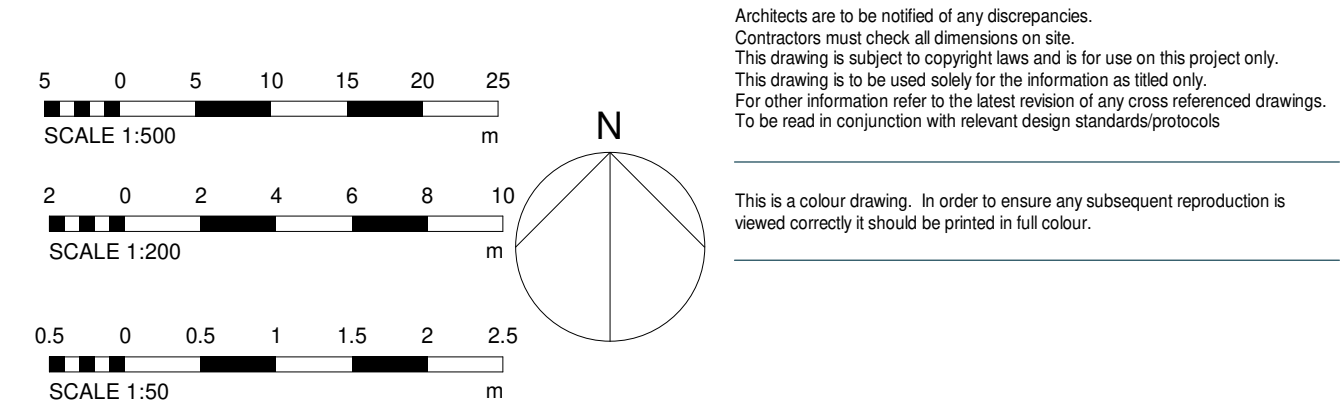 5 0 5 10 15 20 25
SCALE 1:500 m
2 0 2 4 6 8 10
SCALE 1:200 m
0.5 0 0.5 1 1.5 2 2.5
SCALE 1:50 m
N
Architects are to be notified of any discrepancies.
Contractors must check all dimensions on site.
This drawing is subject to copyright laws and is for use on this project only.
This drawing is to be used solely for the information as titled only.
For other information refer to the latest revision of any cross referenced drawings.
To be read in conjunction with relevant design standards/protocols
This is a colour drawing. In order to ensure any subsequent reproduction is
viewed correctly it should be printed in full colour.